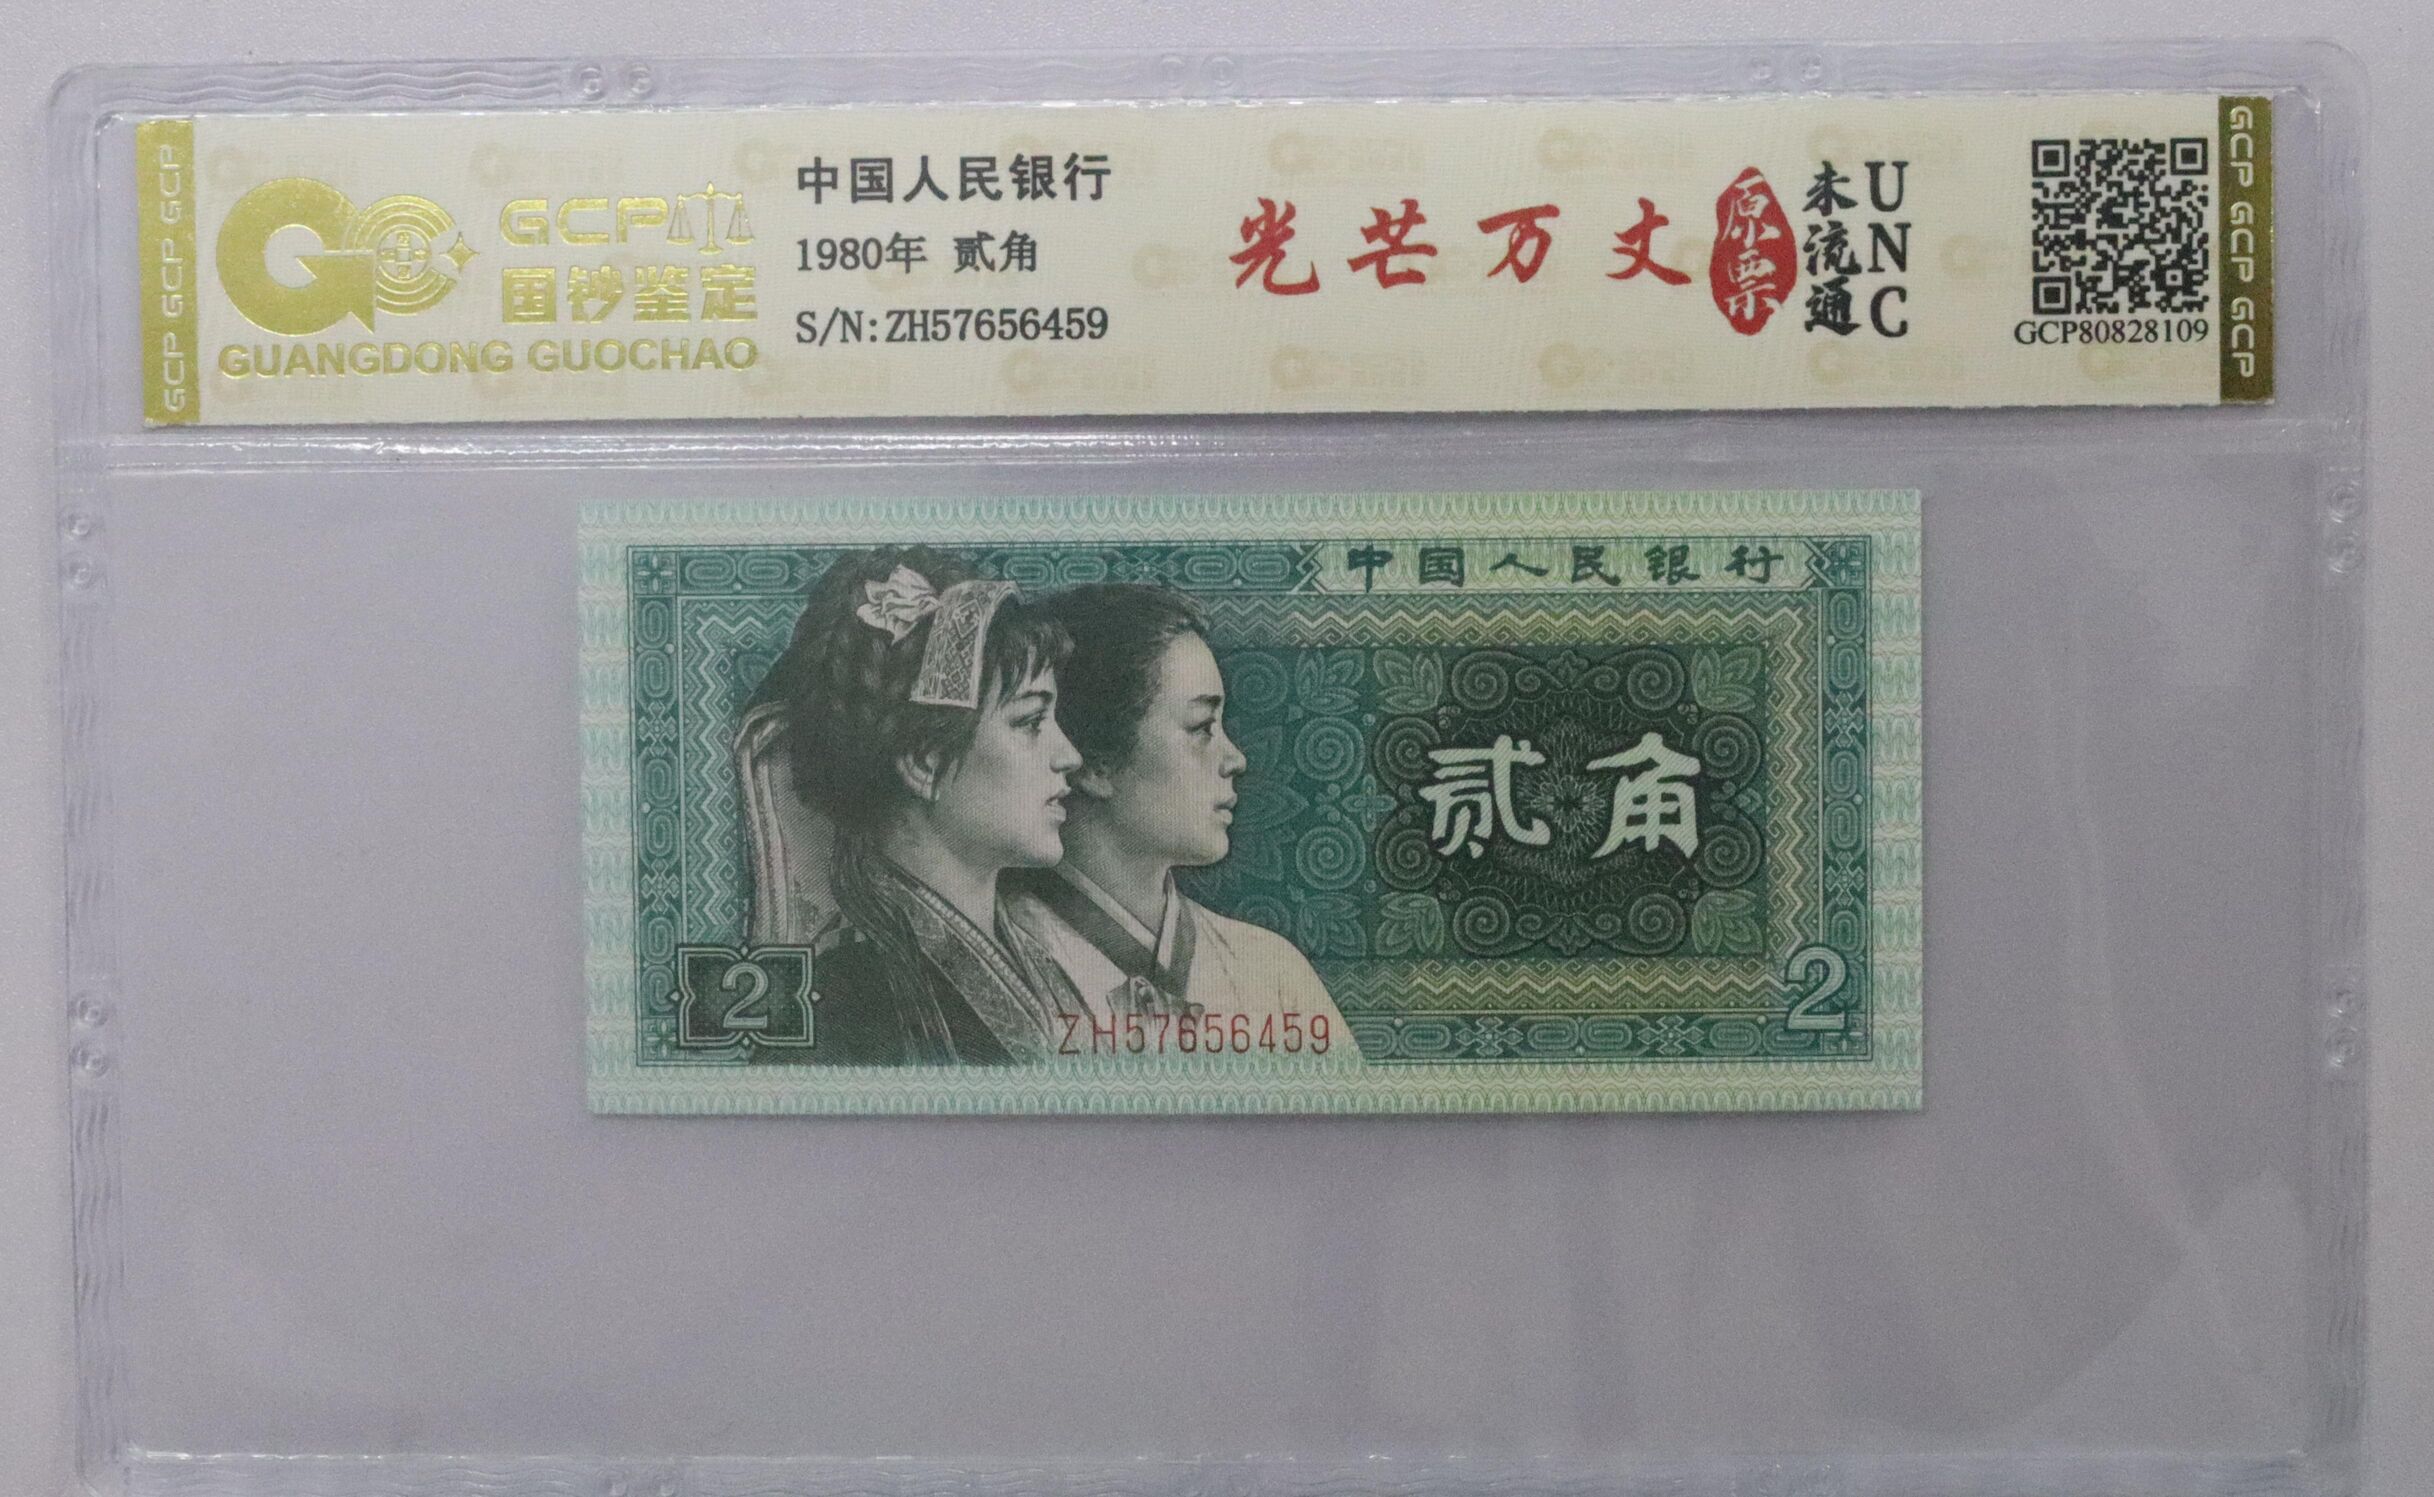 GCP GCP GCP
GCP
国钞鉴定
GUANGDONG GUOCHAO
中国人民银行
1980年 贰角
S/N:ZH57656459
光芒万丈
原票
未流通
UNC
GCP80828109
GCP GCP GCP
中国人民银行
贰角
2
ZH57656459
2